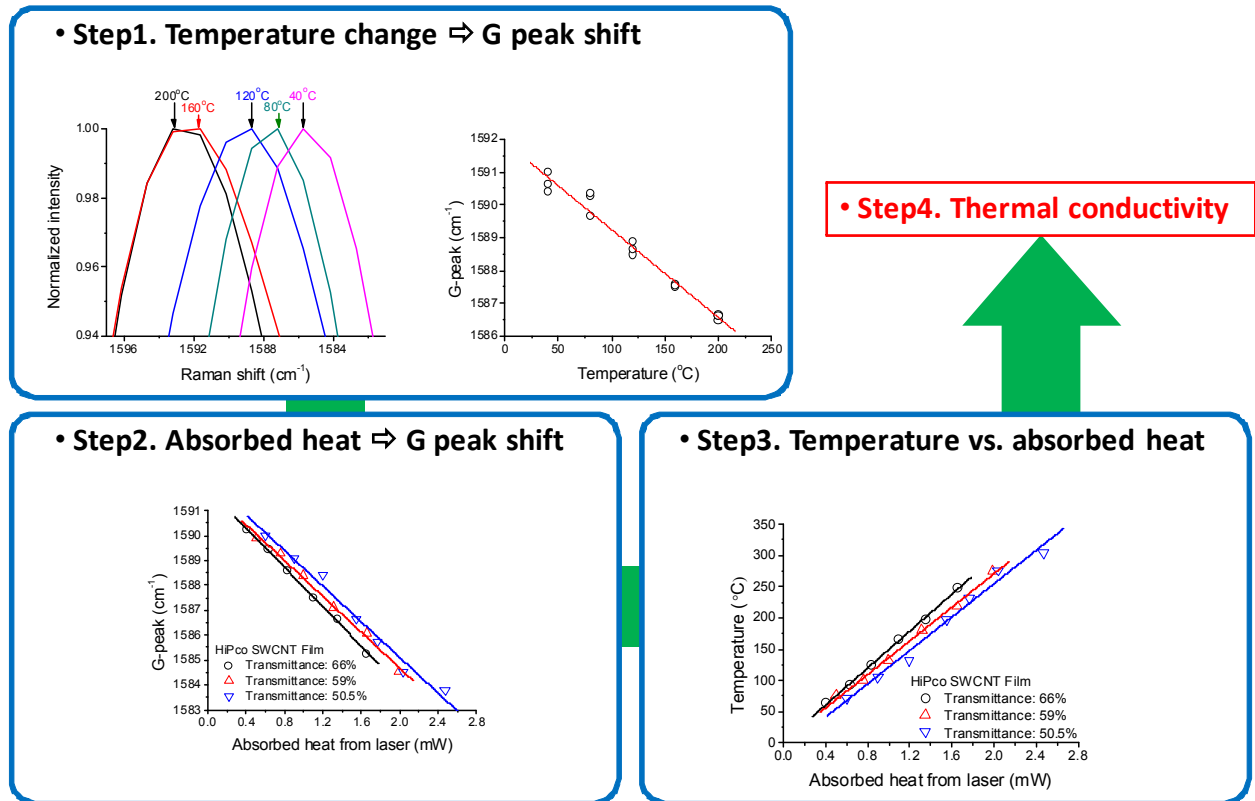 • Step1. Temperature change ⇨ G peak shift
200°C 160°C 120°C 80°C 40°C
1.00
0.98
0.96
0.94
Normalized intensity
1596 1592 1588 1584
Raman shift (cm⁻¹)
1592
1591
1590
1589
1588
1587
1586
G-peak (cm⁻¹)
0 50 100 150 200 250
Temperature (°C)
• Step4. Thermal conductivity
• Step2. Absorbed heat ⇨ G peak shift
1591
1590
1589
1588
1587
1586
1585
1584
1583
G-peak (cm⁻¹)
HiPco SWCNT Film
Transmittance: 66%
Transmittance: 59%
Transmittance: 50.5%
0.0 0.4 0.8 1.2 1.6 2.0 2.4 2.8
Absorbed heat from laser (mW)
• Step3. Temperature vs. absorbed heat
350
300
250
200
150
100
50
0
Temperature (°C)
HiPco SWCNT Film
Transmittance: 66%
Transmittance: 59%
Transmittance: 50.5%
0.0 0.4 0.8 1.2 1.6 2.0 2.4 2.8
Absorbed heat from laser (mW)